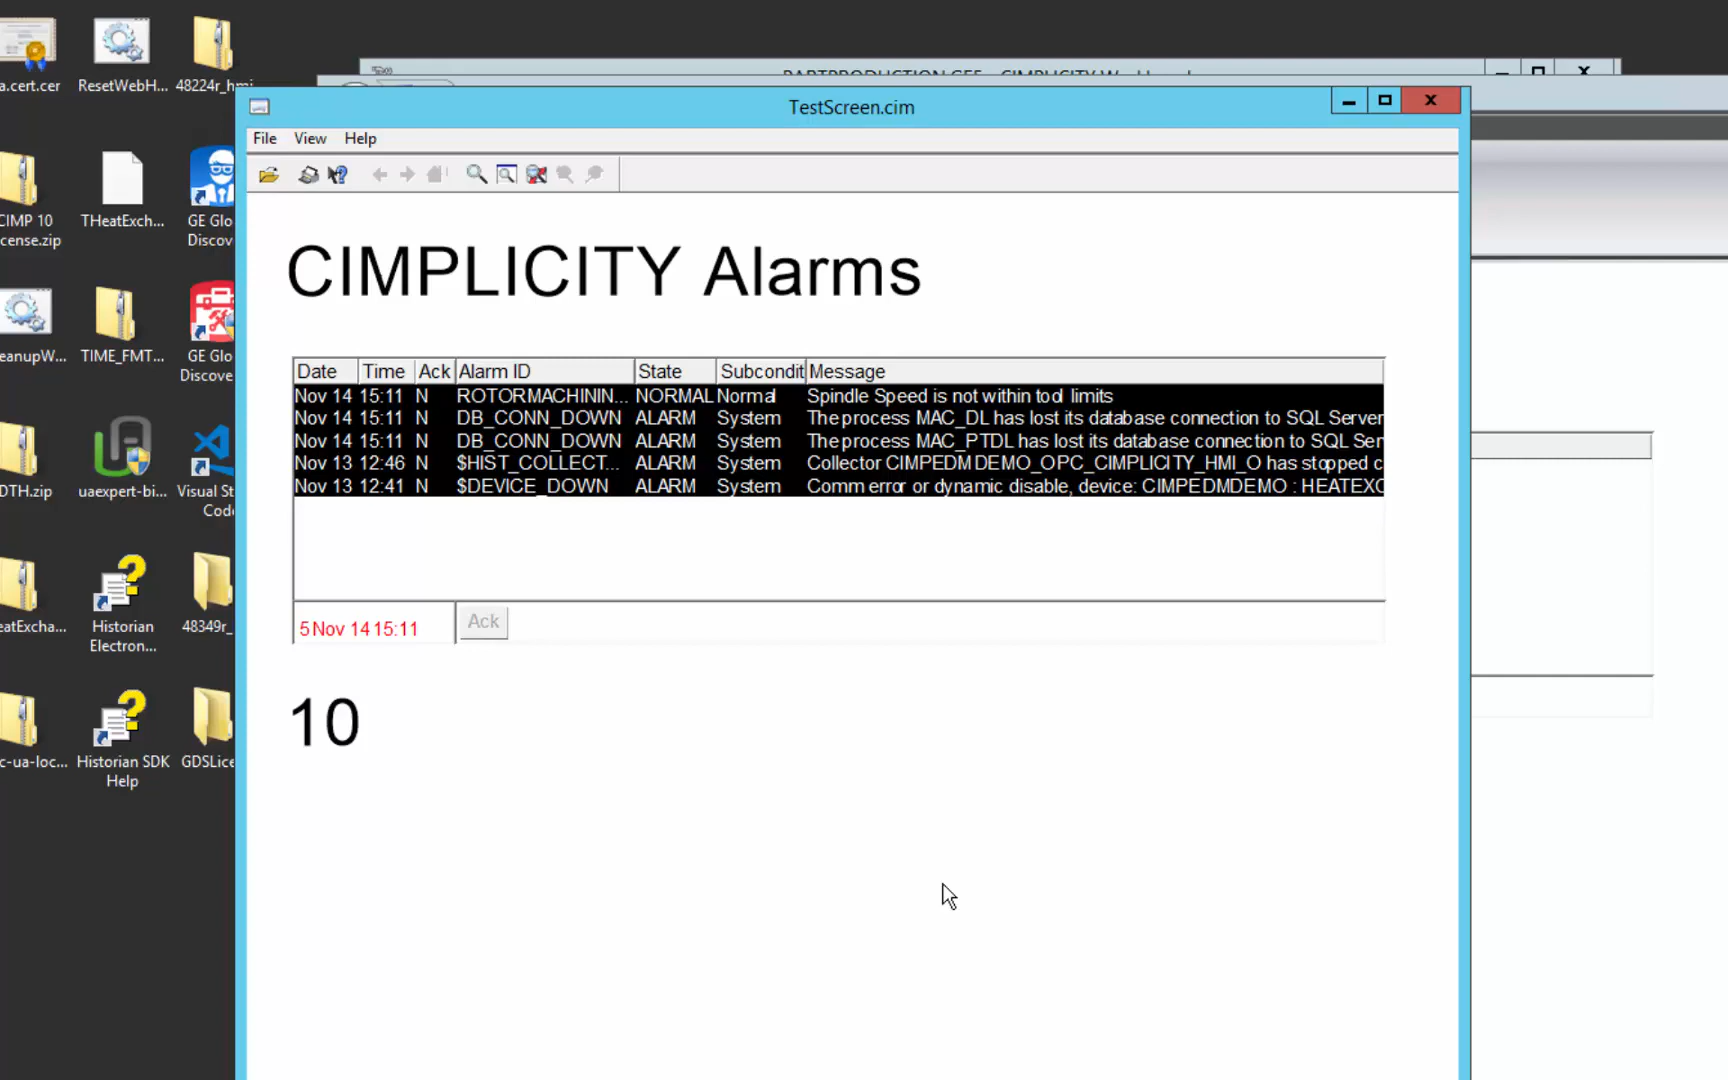 a.cert.cer
ResetWebH...
48224r_hmi
TestScreen.cim
File View Help
CIMP 10
cense.zip
THeatExch...
GE Glo
Discov
CIMPLICITY Alarms
eanupW...
TIME_FMT...
GE Glo
Discove
Date Time Ack Alarm ID State Subcondit Message
Nov 14 15:11 N ROTORMACHININ... NORMAL Normal Spindle Speed is not within tool limits
Nov 14 15:11 N DB_CONN_DOWN ALARM System The process MAC_DL has lost its database connection to SQL Server
Nov 14 15:11 N DB_CONN_DOWN ALARM System The process MAC_PTDL has lost its database connection to SQL Ser
Nov 13 12:46 N $HIST_COLLECT... ALARM System Collector CIMPEDMDEMO_OPC_CIMPLICITY_HMI_O has stopped c
Nov 13 12:41 N $DEVICE_DOWN ALARM System Comm error or dynamic disable, device: CIMPEDMDEMO : HEATEXC
DTH.zip
uaexpert-bi...
Visual St
Code
5 Nov 14 15:11
Ack
eatExcha...
Historian
Electron...
48349r_
10
c-ua-loc...
Historian SDK
Help
GDSLice